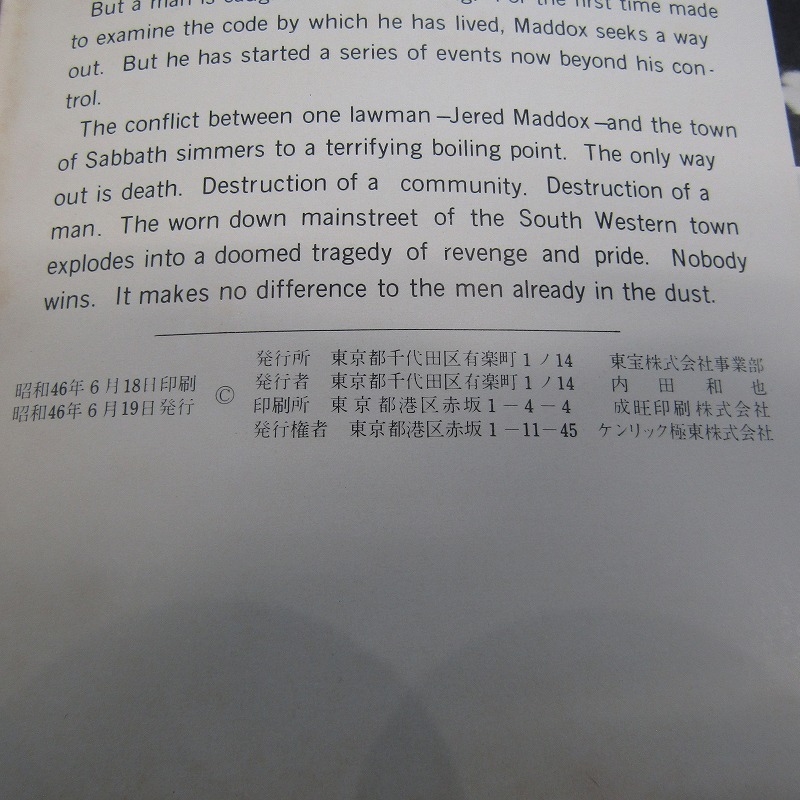 But a man is
first time made
to examine the code by which he has lived, Maddox seeks a way
out. But he has started a series of events now beyond his con-
trol.
The conflict between one lawman—Jered Maddox—and the town
of Sabbath simmers to a terrifying boiling point. The only way
out is death. Destruction of a community. Destruction of a
man. The worn down mainstreet of the South Western town
explodes into a doomed tragedy of revenge and pride. Nobody
wins. It makes no difference to the men already in the dust.
昭和46年6月18日印刷
昭和46年6月19日発行
©
発行所 東京都千代田区有楽町1ノ14 東宝株式会社事業部
発行者 東京都千代田区有楽町1ノ14 内田和也
印刷所 東京都港区赤坂1-4-4 成旺印刷株式会社
発行権者 東京都港区赤坂1-11-45 ケンリック極東株式会社